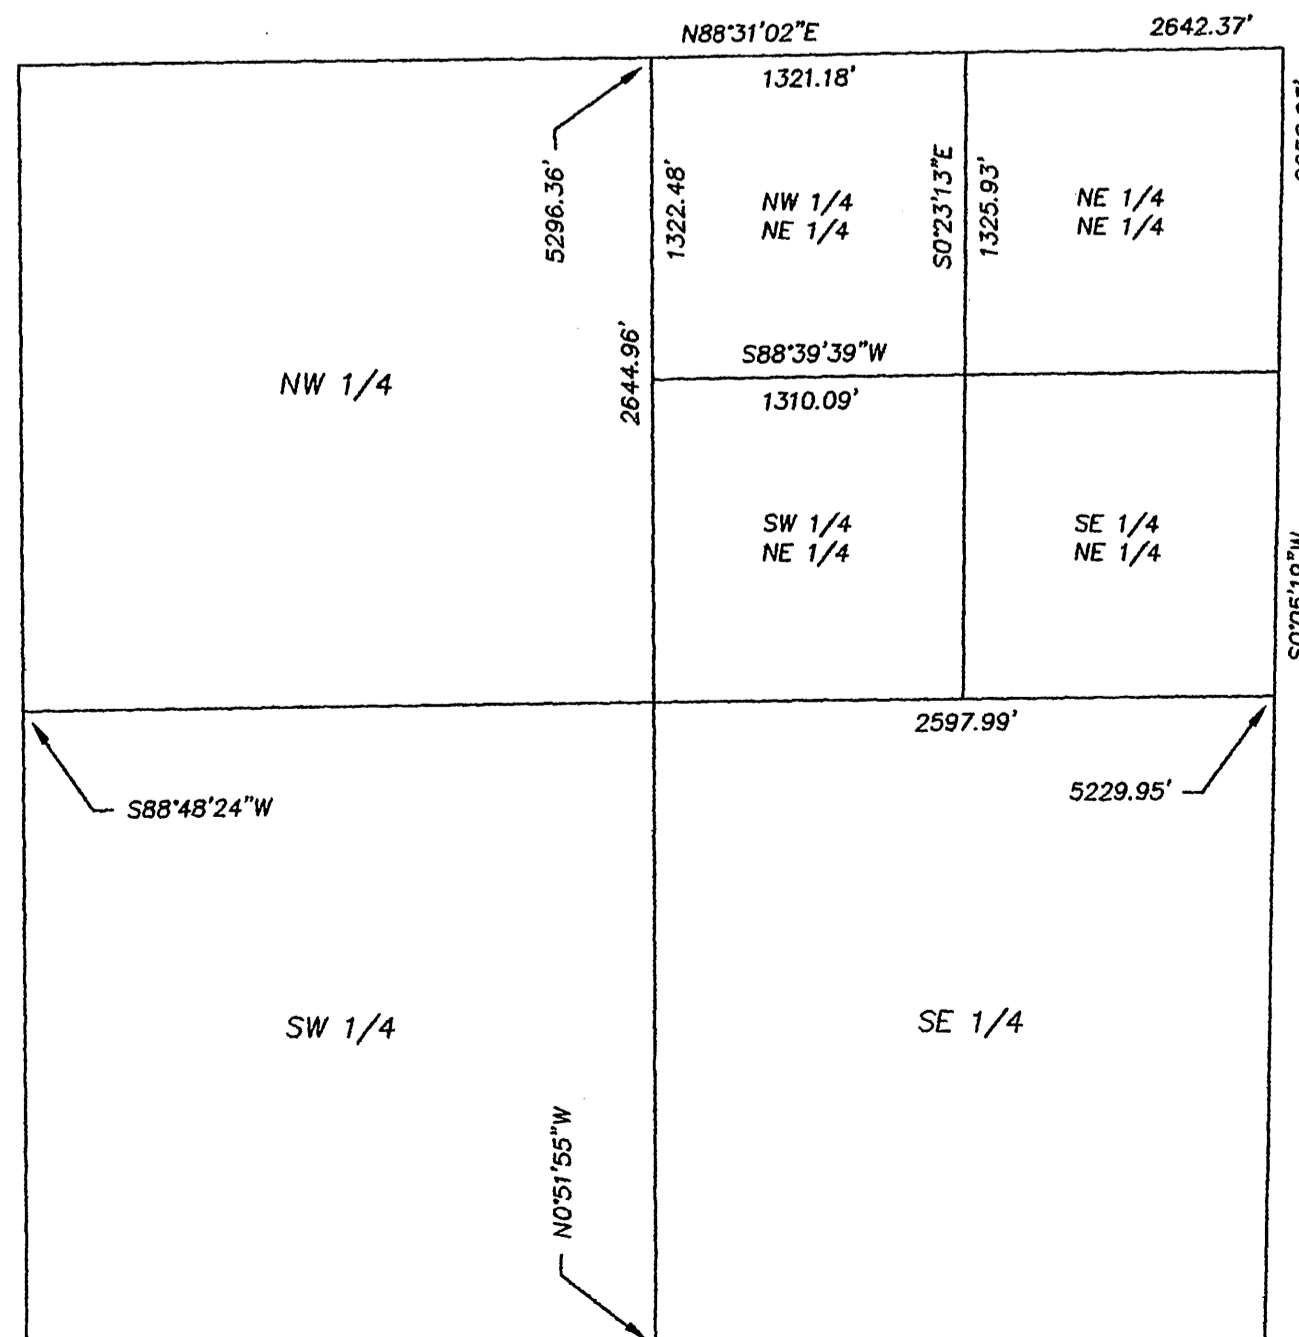 N88°31'02"E
2642.37'
1321.18'
5296.36'
1322.48'
NW 1/4
NE 1/4
S0°23'13"E
1325.93'
NE 1/4
NE 1/4
2644.96'
S88°39'39"W
NW 1/4
1310.09'
SW 1/4
NE 1/4
SE 1/4
NE 1/4
2597.99'
5229.95'
S88°48'24"W
SW 1/4
SE 1/4
N0°51'55"W